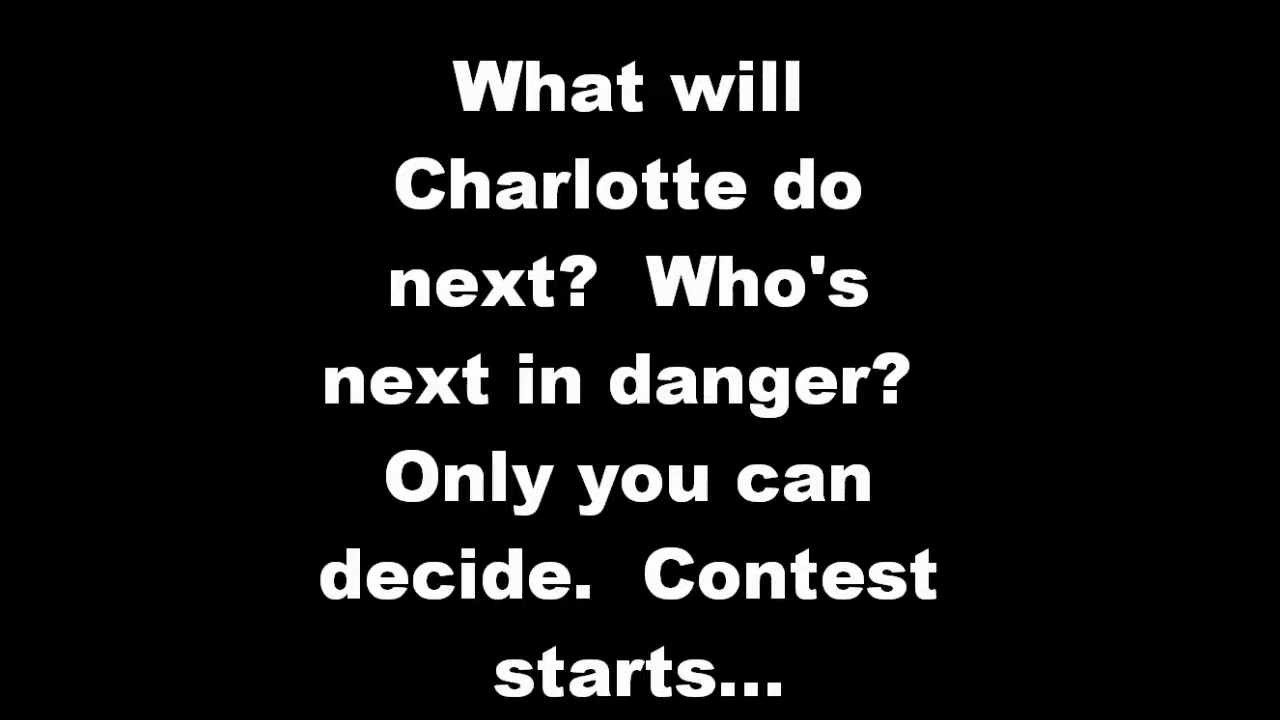 What will
Charlotte do
next?  Who's
next in danger?
Only you can
decide.  Contest
starts...